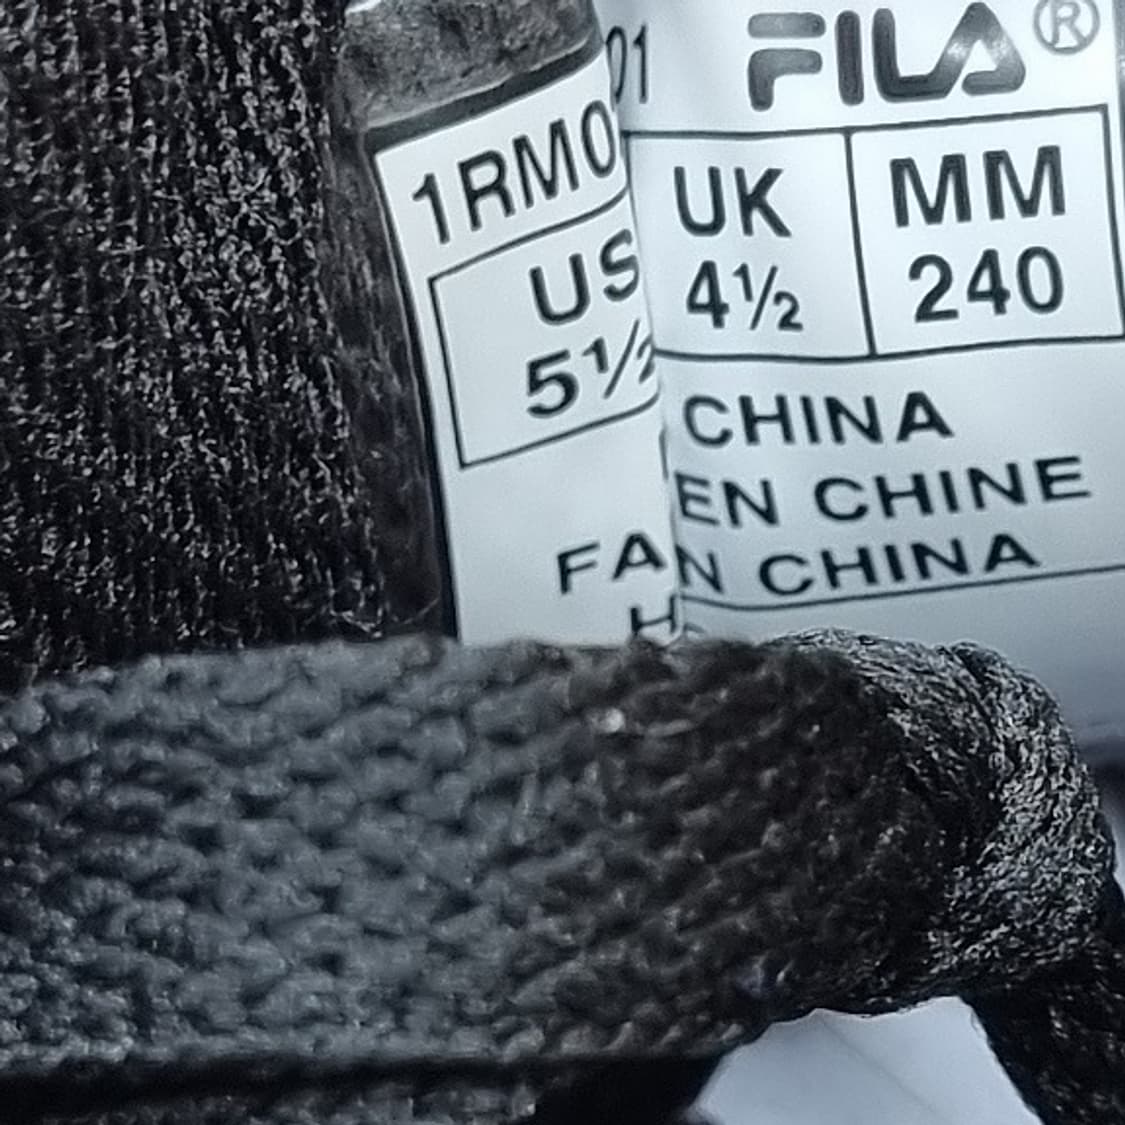 FILA®
1RM0 01
US UK MM
5½ 4½ 240
CHINA
EN CHINE
FA N CHINA
H